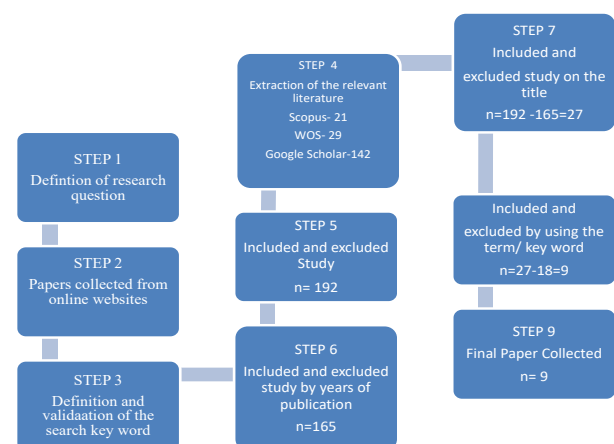 STEP 1
Defintion of research
question
STEP 2
Papers collected from
online websites
STEP 3
Definition and
validaation of the
search key word
STEP 4
Extraction of the relevant
literature
Scopus- 21
WOS- 29
Google Scholar-142
STEP 5
Included and excluded
Study
n= 192
STEP 6
Included and excluded
study by years of
publication
n=165
STEP 7
Included and
excluded study on the
title
n=192 -165=27
Included and
excluded by using the
term/ key word
n=27-18=9
STEP 9
Final Paper Collected
n= 9